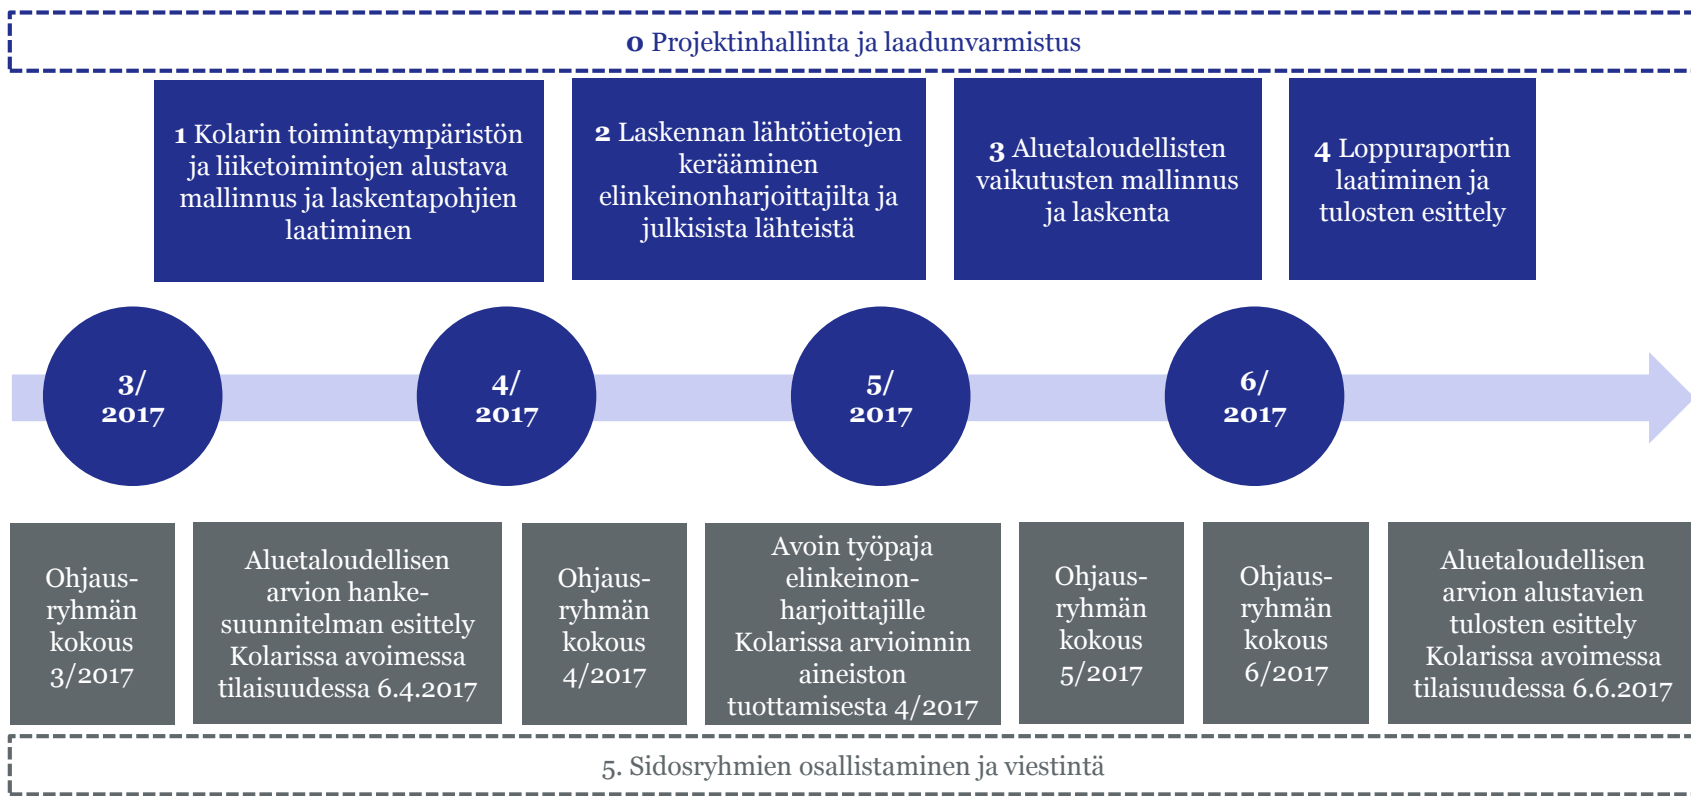 0 Projektinhallinta ja laadunvarmistus
1 Kolarin toimintaympäristön
ja liiketoimintojen alustava
mallinnus ja laskentapohjien
laatiminen
2 Laskennan lähtötietojen
kerääminen
elinkeinonharjoittajilta ja
julkisista lähteistä
3 Aluetaloudellisten
vaikutusten mallinnus
ja laskenta
4 Loppuraportin
laatiminen ja
tulosten esittely
3/
2017
4/
2017
5/
2017
6/
2017
Ohjaus-
ryhmän
kokous
3/2017
Aluetaloudellisen
arvion hanke-
suunnitelman esittely
Kolarissa avoimessa
tilaisuudessa 6.4.2017
Ohjaus-
ryhmän
kokous
4/2017
Avoin työpaja
elinkeinon-
harjoittajille
Kolarissa arvioinnin
aineiston
tuottamisesta 4/2017
Ohjaus-
ryhmän
kokous
5/2017
Ohjaus-
ryhmän
kokous
6/2017
Aluetaloudellisen
arvion alustavien
tulosten esittely
Kolarissa avoimessa
tilaisuudessa 6.6.2017
5. Sidosryhmien osallistaminen ja viestintä